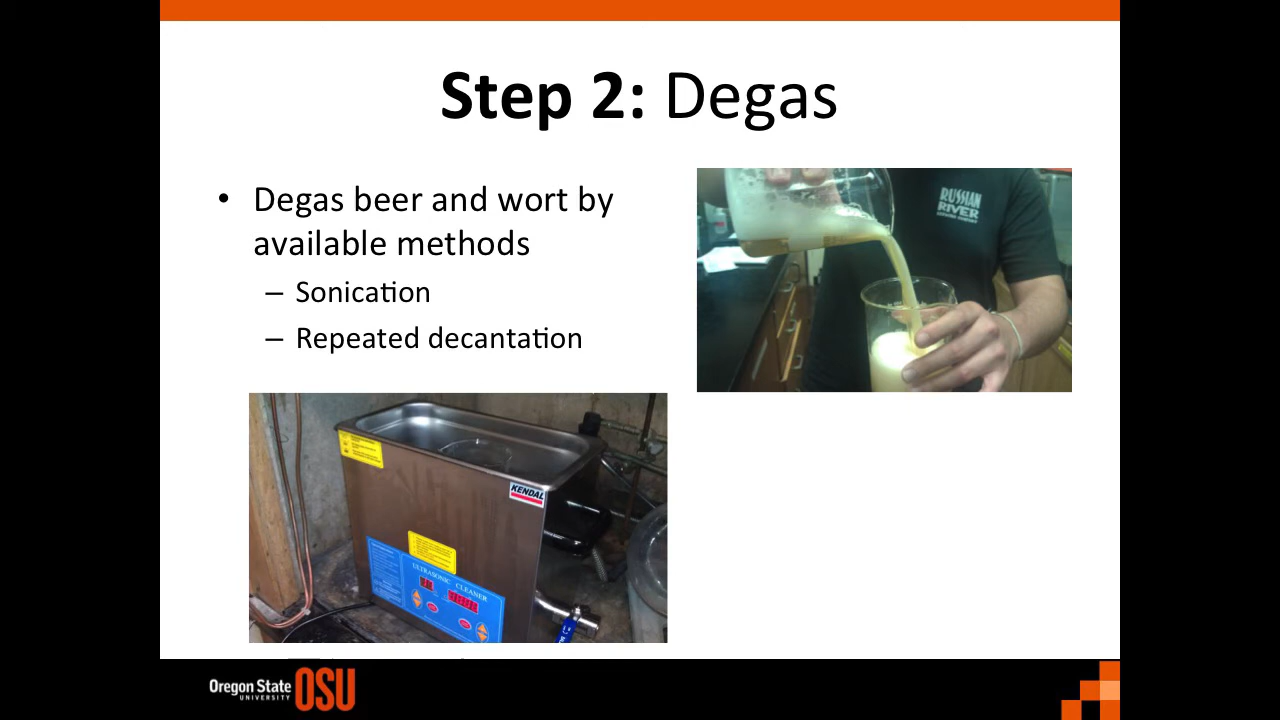 Step 2: Degas
• Degas beer and wort by
available methods
– Sonication
– Repeated decantation
RUSSIAN
RIVER
KENDAL
ULTRASONIC CLEANER
Oregon State
UNIVERSITY
OSU